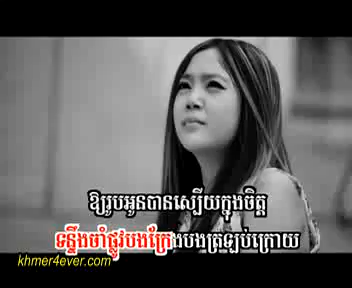 ឱ្យរូបអូនបានស្បើយក្នុងចិត្ត
ទន្ទឹងចាំផ្លូវបងក្រែងបងត្រឡប់ក្រោយ
khmer4ever.com